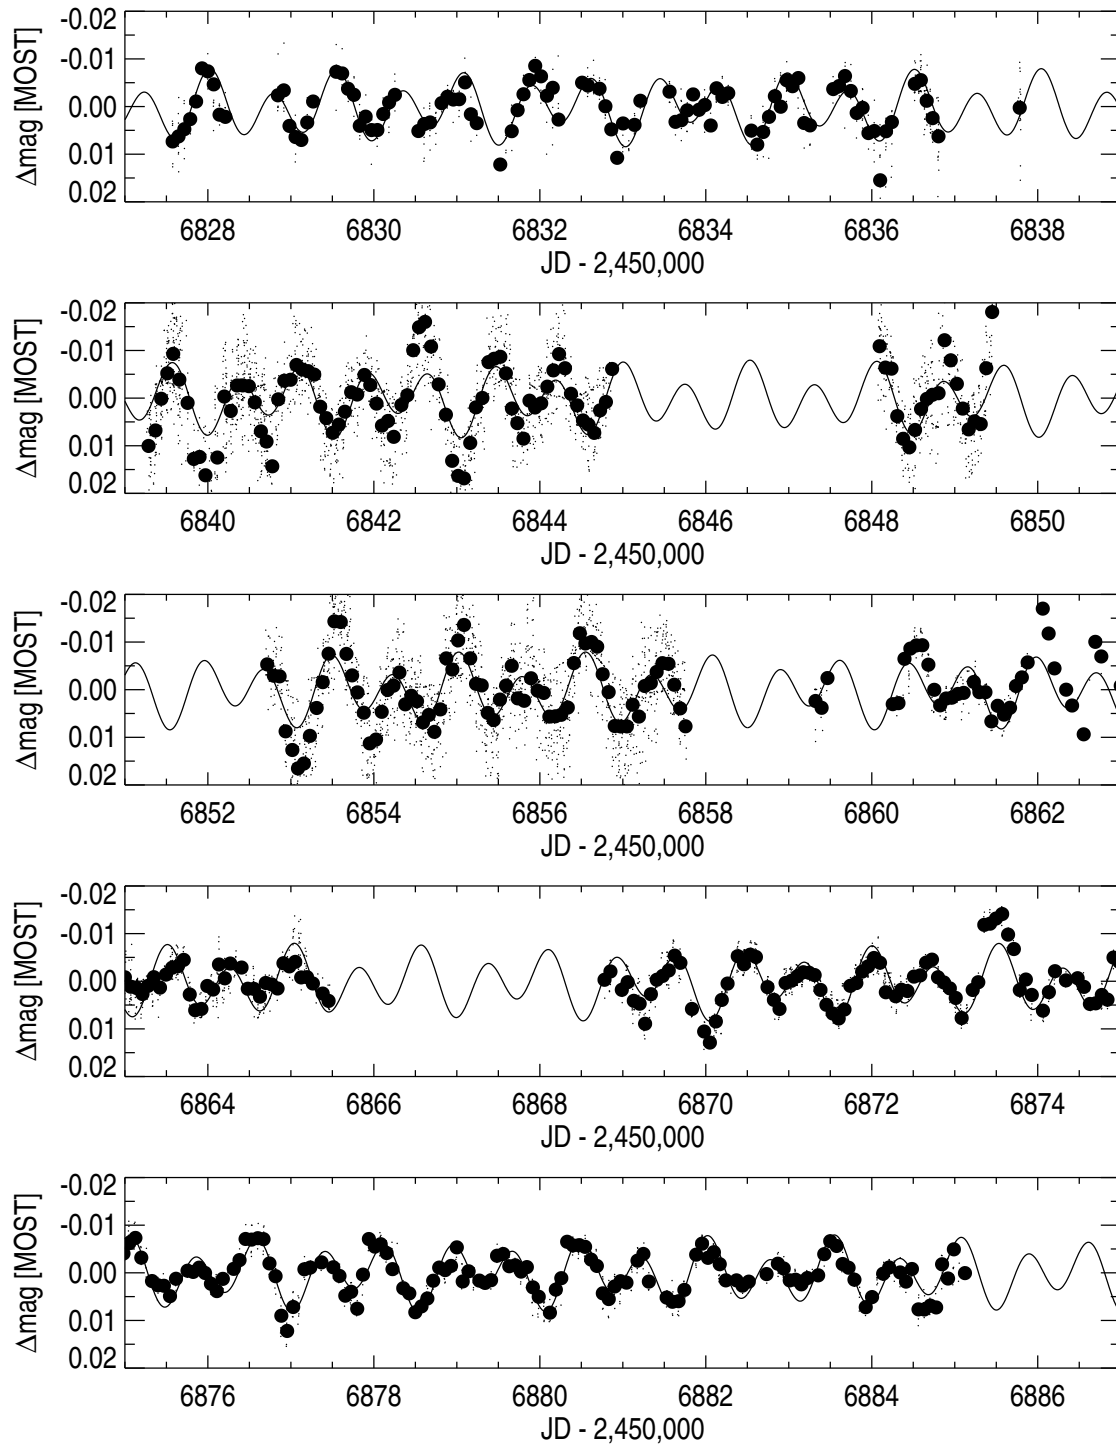 -0.02
-0.01
0.00
0.01
0.02
Δmag [MOST]
6828 6830 6832 6834 6836 6838
JD - 2,450,000
-0.02
-0.01
0.00
0.01
0.02
Δmag [MOST]
6840 6842 6844 6846 6848 6850
JD - 2,450,000
-0.02
-0.01
0.00
0.01
0.02
Δmag [MOST]
6852 6854 6856 6858 6860 6862
JD - 2,450,000
-0.02
-0.01
0.00
0.01
0.02
Δmag [MOST]
6864 6866 6868 6870 6872 6874
JD - 2,450,000
-0.02
-0.01
0.00
0.01
0.02
Δmag [MOST]
6876 6878 6880 6882 6884 6886
JD - 2,450,000